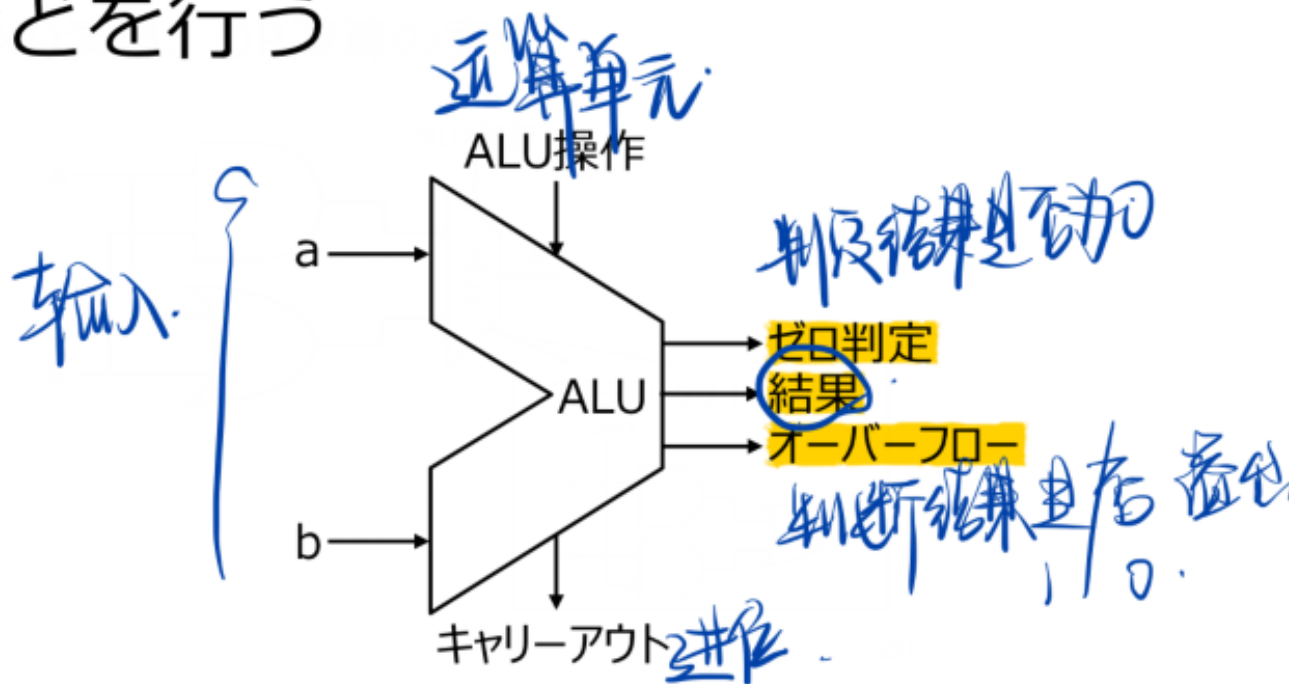 とを行う
运算单元.
ALU操作
a
输入.
判断结果是否为0
ゼロ判定
結果
ALU
オーバーフロー
判断结果是否 溢出
1 / 0.
b
キャリーアウト 进位.